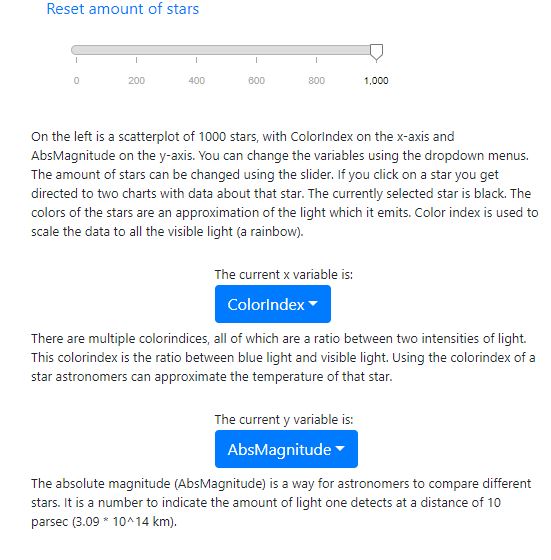 Reset amount of stars
0 200 400 600 800 1,000
On the left is a scatterplot of 1000 stars, with ColorIndex on the x-axis and
AbsMagnitude on the y-axis. You can change the variables using the dropdown menus.
The amount of stars can be changed using the slider. If you click on a star you get
directed to two charts with data about that star. The currently selected star is black. The
colors of the stars are an approximation of the light which it emits. Color index is used to
scale the data to all the visible light (a rainbow).
The current x variable is:
ColorIndex
There are multiple colorindices, all of which are a ratio between two intensities of light.
This colorindex is the ratio between blue light and visible light. Using the colorindex of a
star astronomers can approximate the temperature of that star.
The current y variable is:
AbsMagnitude
The absolute magnitude (AbsMagnitude) is a way for astronomers to compare different
stars. It is a number to indicate the amount of light one detects at a distance of 10
parsec (3.09 * 10^14 km).